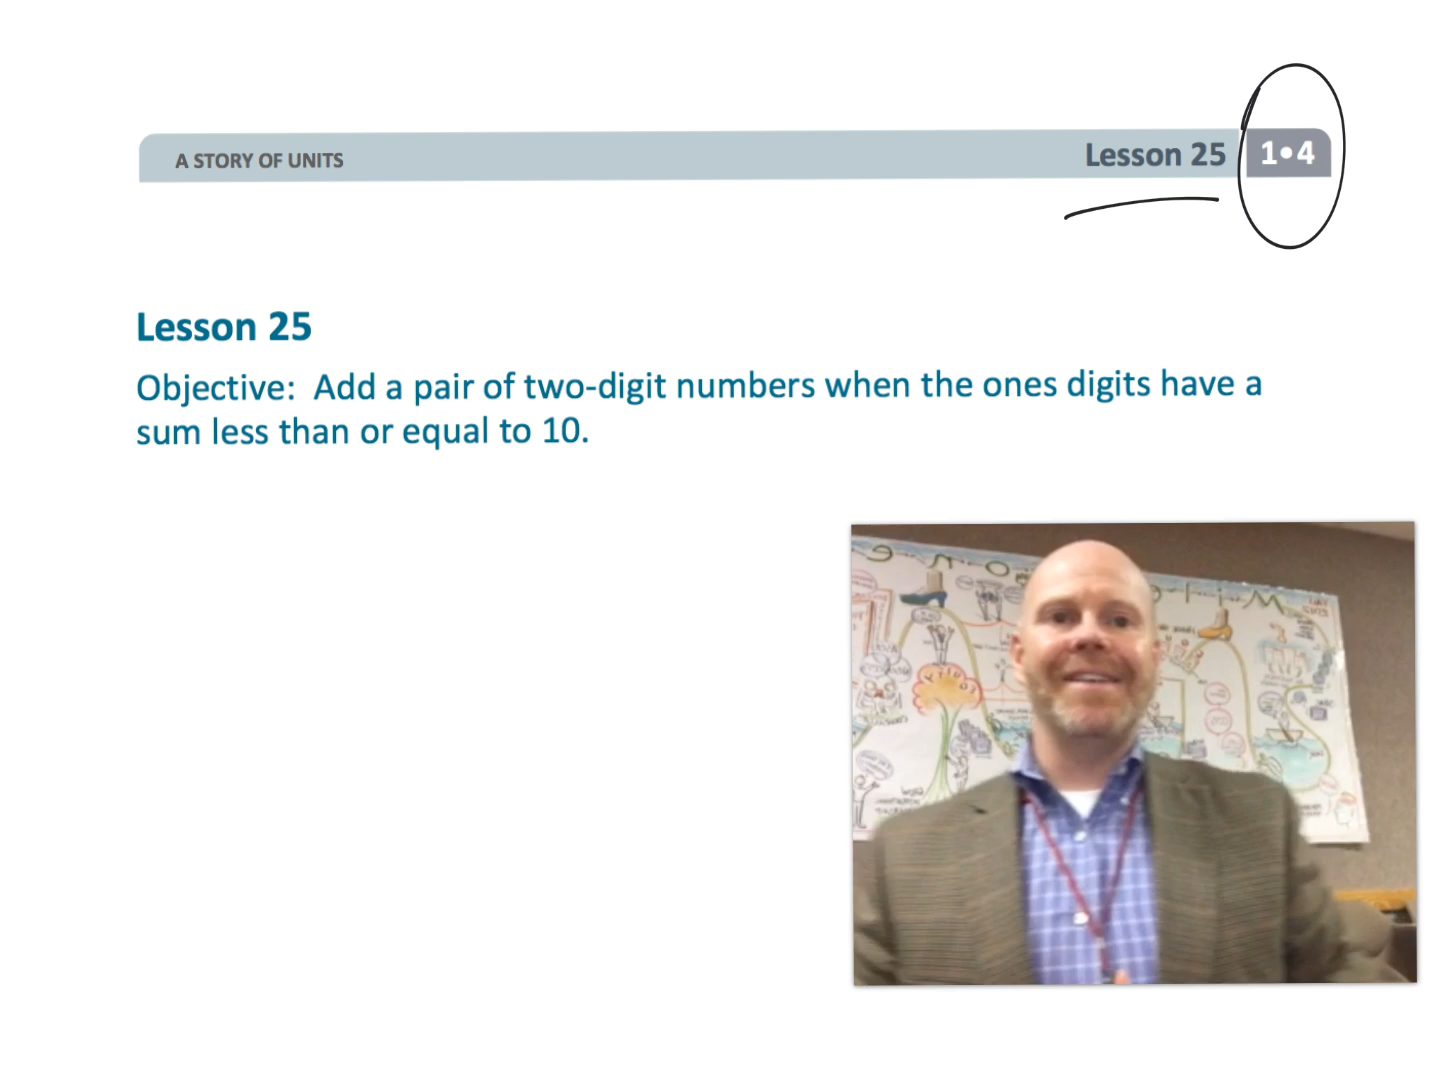 A STORY OF UNITS
Lesson 25
1•4
Lesson 25
Objective: Add a pair of two-digit numbers when the ones digits have a
sum less than or equal to 10.